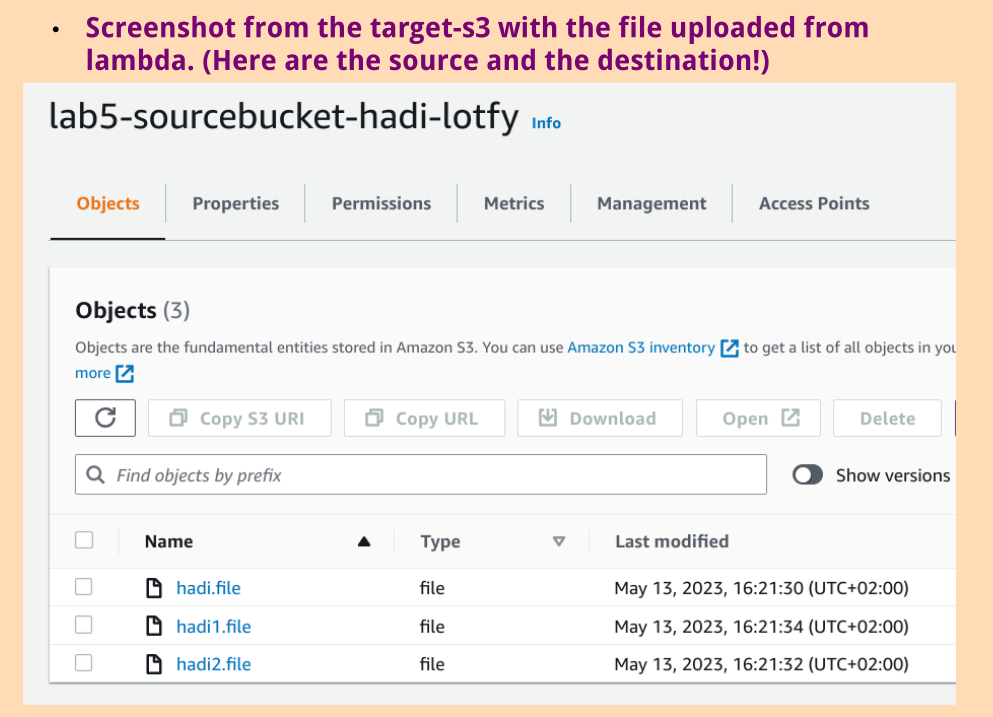 • Screenshot from the target-s3 with the file uploaded from
lambda. (Here are the source and the destination!)
lab5-sourcebucket-hadi-lotfy Info
Objects Properties Permissions Metrics Management Access Points
Objects (3)
Objects are the fundamental entities stored in Amazon S3. You can use Amazon S3 inventory to get a list of all objects in you
more
Copy S3 URI Copy URL Download Open Delete
Find objects by prefix Show versions
Name Type Last modified
hadi.file file May 13, 2023, 16:21:30 (UTC+02:00)
hadi1.file file May 13, 2023, 16:21:34 (UTC+02:00)
hadi2.file file May 13, 2023, 16:21:32 (UTC+02:00)